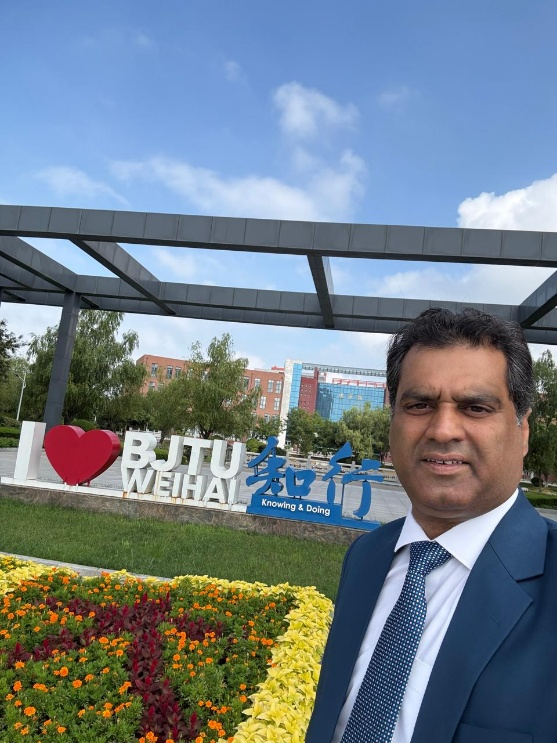 I ❤ BJTU
WEIHAI
知行
Knowing & Doing